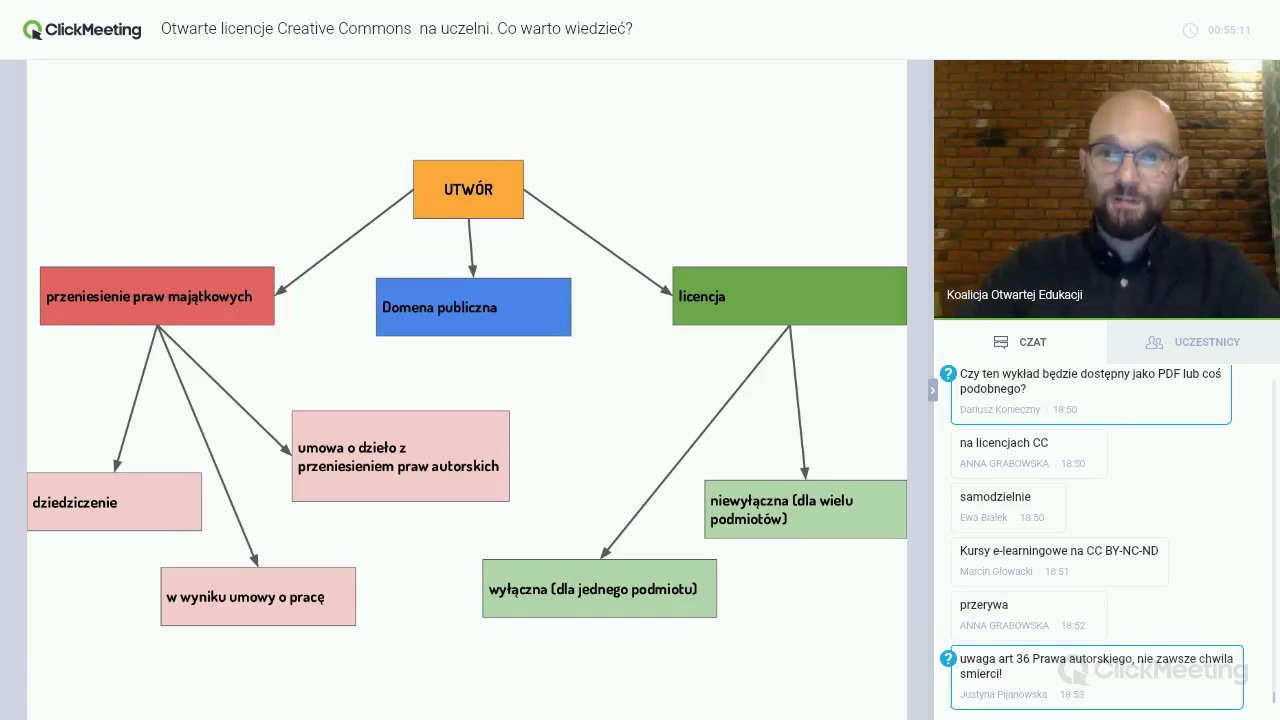 ClickMeeting
Otwarte licencje Creative Commons na uczelni. Co warto wiedzieć?
00:55:11
UTWÓR
przeniesienie praw majątkowych
Domena publiczna
licencja
umowa o dzieło z
przeniesieniem praw autorskich
dziedziczenie
niewyłączna (dla wielu
podmiotów)
w wyniku umowy o pracę
wyłączna (dla jednego podmiotu)
Koalicja Otwartej Edukacji
CZAT
UCZESTNICY
? Czy ten wykład będzie dostępny jako PDF lub coś
podobnego?
Dariusz Konieczny 18:50
na licencjach CC
ANNA GRABOWSKA 18:50
samodzielnie
Ewa Białek 18:50
Kursy e-learningowe na CC BY-NC-ND
Marcin Głowacki 18:51
przerywa
ANNA GRABOWSKA 18:52
? uwaga art 36 Prawa autorskiego, nie zawsze chwila
smierci!
Justyna Pijanowska 18:53
ClickMeeting